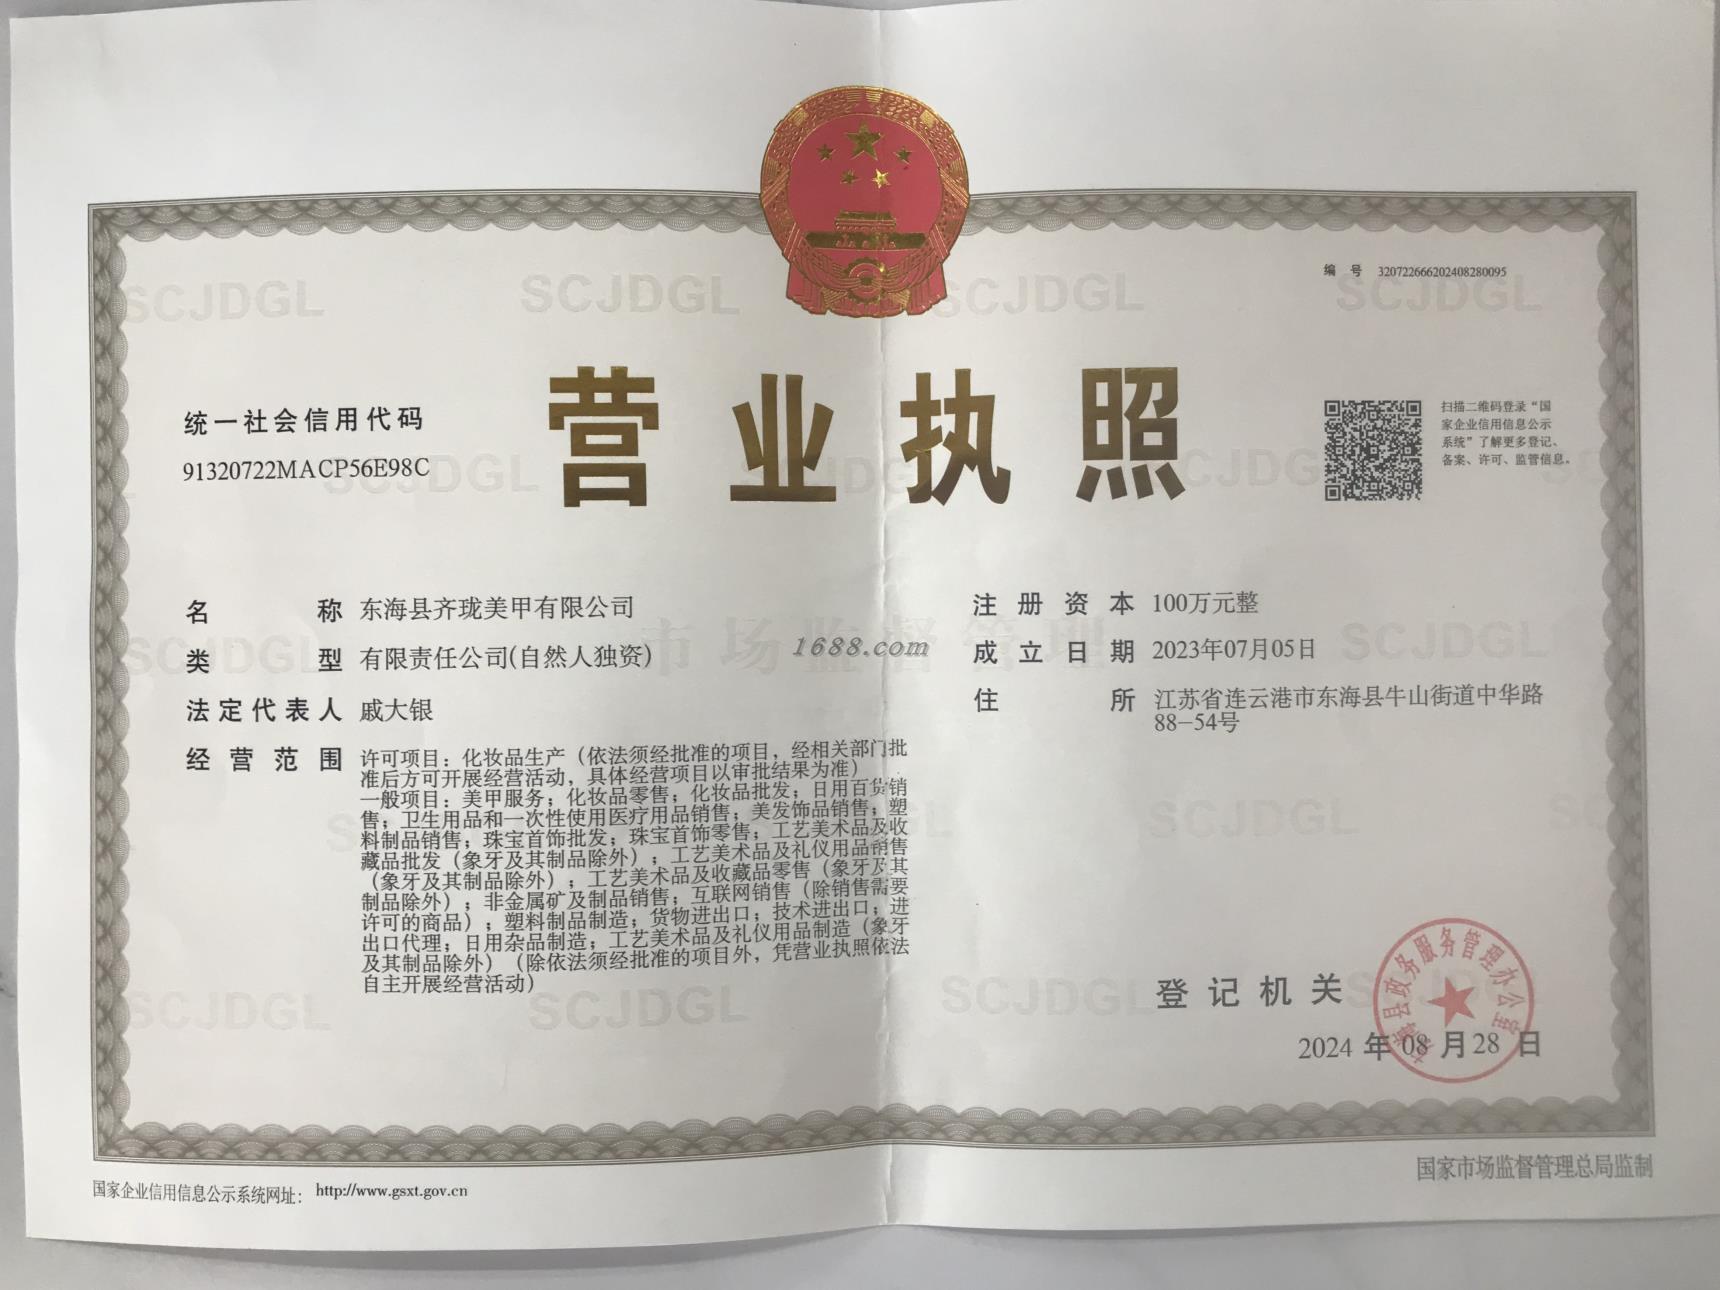 编 号 320722666202408280095
营业执照
统一社会信用代码
91320722MACP56E98C
扫描二维码登录“国
家企业信用信息公示
系统”了解更多登记、
备案、许可、监管信息。
名 称 东海县齐珑美甲有限公司
类 型 有限责任公司(自然人独资)
法定代表人 戚大银
经营范围 许可项目：化妆品生产（依法须经批准的项目，经相关部门批
准后方可开展经营活动，具体经营项目以审批结果为准）
一般项目：美甲服务；化妆品零售；化妆品批发；日用百货销
售；卫生用品和一次性使用医疗用品销售；美发饰品销售；塑
料制品销售；珠宝首饰批发；珠宝首饰零售；工艺美术品及收
藏品批发（象牙及其制品除外）；工艺美术品及礼仪用品销售
（象牙及其制品除外）；工艺美术品及收藏品零售（象牙及其
制品除外）；非金属矿及制品销售；互联网销售（除销售需要
许可的商品）；塑料制品制造；货物进出口；技术进出口；进
出口代理；日用杂品制造；工艺美术品及礼仪用品制造（象牙
及其制品除外）（除依法须经批准的项目外，凭营业执照依法
自主开展经营活动）
注册资本 100万元整
成立日期 2023年07月05日
住 所 江苏省连云港市东海县牛山街道中华路
88-54号
1688.com
市场监督管理
SCJDGL
登记机关
东海县政务服务管理办公室
2024 年 08 月 28 日
国家企业信用信息公示系统网址： http://www.gsxt.gov.cn
国家市场监督管理总局监制